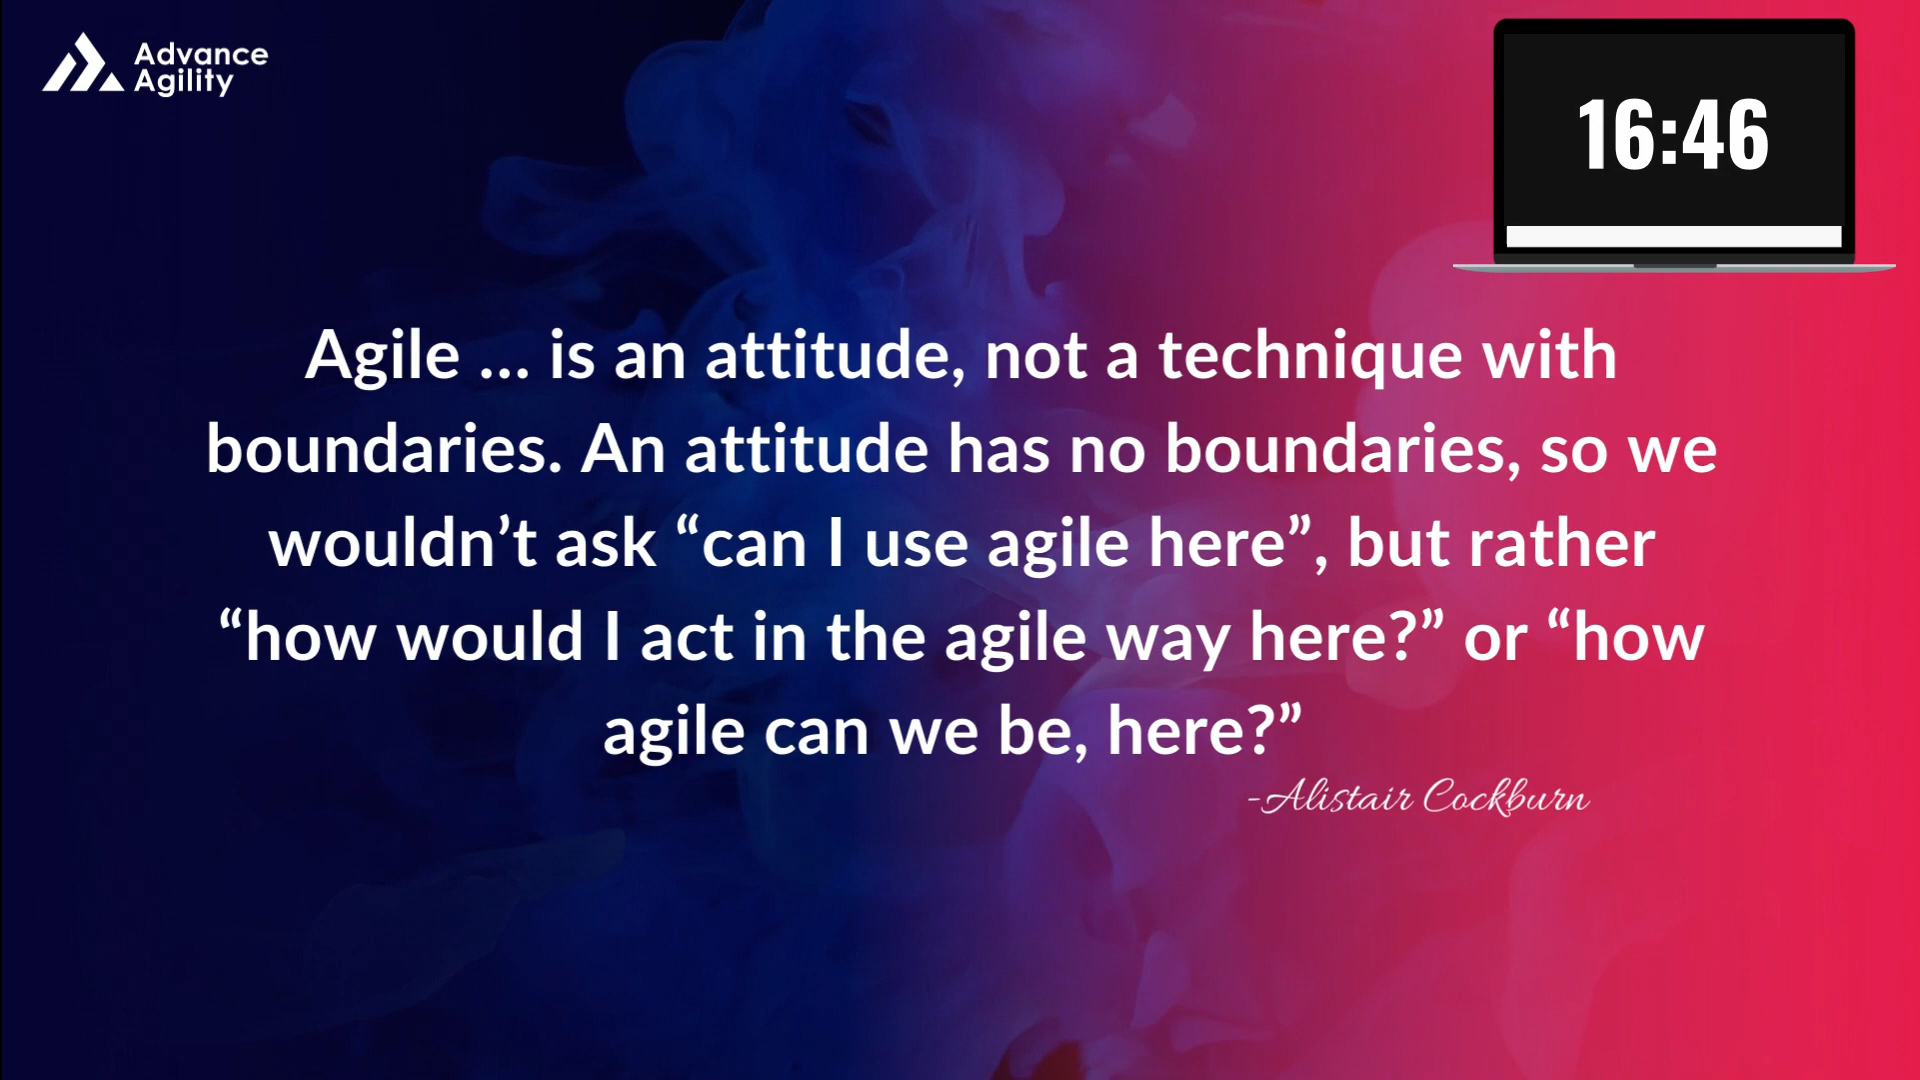 Advance
Agility
16:46
Agile ... is an attitude, not a technique with
boundaries. An attitude has no boundaries, so we
wouldn’t ask “can I use agile here”, but rather
“how would I act in the agile way here?” or “how
agile can we be, here?”
-Alistair Cockburn